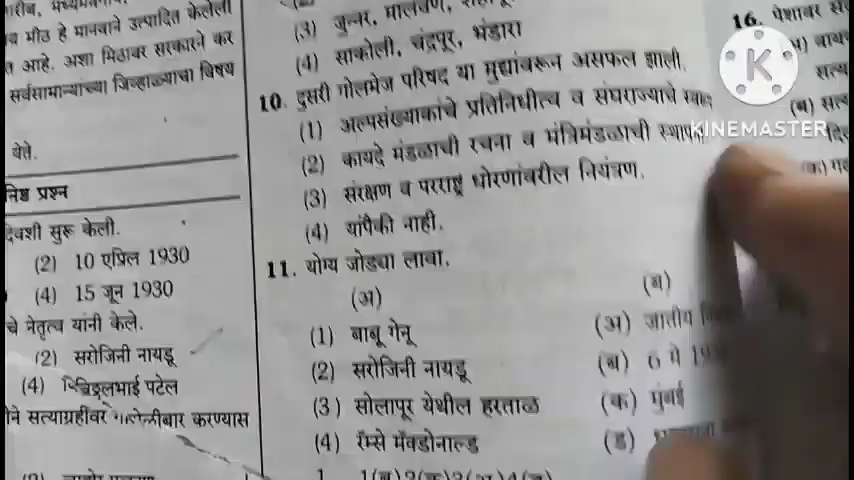 य मीठ हे मानवाने उत्पादित केलेली
आहे. अशा मिठावर सरकारने कर
सर्वसामान्यांच्या जिव्हाळ्याचा विषय
बेते.
प्रश्न
सुरू केली.
(2) 10 एप्रिल 1930
(4) 15 जून 1930
चे नेतृत्व यांनी केले.
(2) सरोजिनी नायडू
(4) विठ्ठलभाई पटेल
ने सत्याग्रहींवर गोळीबार करण्यास
(3) जुन्नर, मालवण,
(4) साकोली, चंद्रपूर, भंडारा
10. दुसरी गोलमेज परिषद या मुद्यांवरून असफल झाली.
(1) अल्पसंख्याकांचे प्रतिनिधीत्व व संघराज्याचे
(2) कायदे मंडळाची रचना व मंत्रिमंडळाची
(3) संरक्षण व परराष्ट्र धोरणांवरील नियंत्रण.
(4) यांपैकी नाही.
11. योग्य जोड्या लावा.
(अ) (ब)
(1) बाबू गेनू (अ) जातीय
(2) सरोजिनी नायडू (ब) 6 मे
(3) सोलापूर येथील हरताळ (क) मुंबई
(4) रॅम्से मॅक्डोनाल्ड (ड)
16. पेशावर
(ब)
K
KINEMASTER